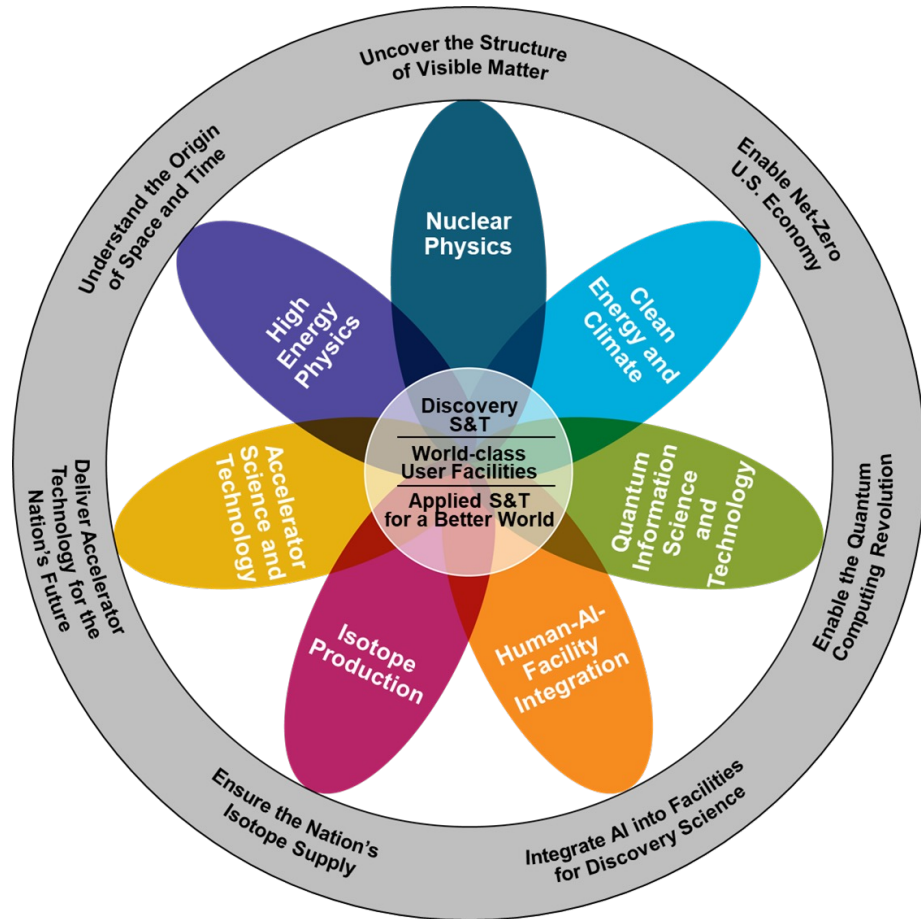 Uncover the Structure
of Visible Matter
Enable Net-Zero
U.S. Economy
Enable the Quantum
Computing Revolution
Integrate AI into Facilities
for Discovery Science
Ensure the Nation's
Isotope Supply
Deliver Accelerator
Technology for the
Nation's Future
Understand the Origin
of Space and Time
Nuclear
Physics
Clean
Energy and
Climate
Quantum
Information
Science
and
Technology
Human-AI-
Facility
Integration
Isotope
Production
Accelerator
Science and
Technology
High
Energy
Physics
Discovery
S&T
World-class
User Facilities
Applied S&T
for a Better World